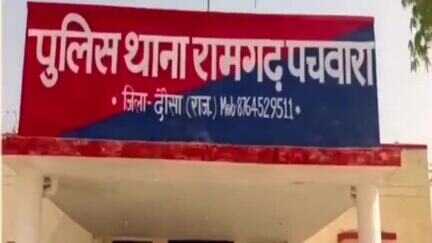 पुलिस थाना रामगढ़ पचवारा
• जिला- दौसा (राज.) Mob 8764529511 •